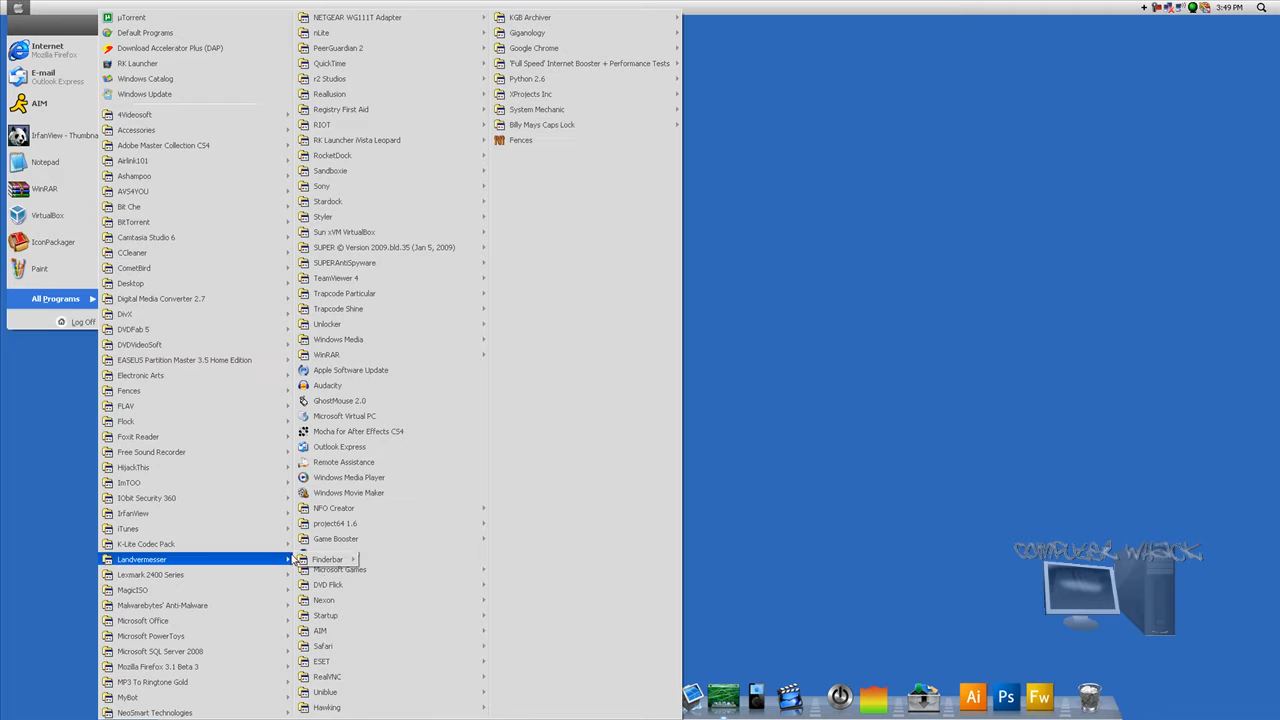 3:49 PM
Internet
Mozilla Firefox
E-mail
Outlook Express
AIM
IrfanView - Thumbna
Notepad
WinRAR
VirtualBox
IconPackager
Paint
All Programs
Log Off
µTorrent
Default Programs
Download Accelerator Plus (DAP)
RK Launcher
Windows Catalog
Windows Update
4Videosoft
Accessories
Adobe Master Collection CS4
Airlink101
Ashampoo
AVS4YOU
Bit Che
BitTorrent
Camtasia Studio 6
CCleaner
CometBird
Desktop
Digital Media Converter 2.7
DivX
DVDFab 5
DVDVideoSoft
EASEUS Partition Master 3.5 Home Edition
Electronic Arts
Fences
FLAV
Flock
Foxit Reader
Free Sound Recorder
HijackThis
ImTOO
IObit Security 360
IrfanView
iTunes
K-Lite Codec Pack
Landvermesser
Lexmark 2400 Series
MagicISO
Malwarebytes' Anti-Malware
Microsoft Office
Microsoft PowerToys
Microsoft SQL Server 2008
Mozilla Firefox 3.1 Beta 3
MP3 To Ringtone Gold
MyBot
NeoSmart Technologies
NETGEAR WG111T Adapter
nLite
PeerGuardian 2
QuickTime
r2 Studios
Reallusion
Registry First Aid
RIOT
RK Launcher iVista Leopard
RocketDock
Sandboxie
Sony
Stardock
Styler
Sun xVM VirtualBox
SUPER © Version 2009.bld.35 (Jan 5, 2009)
SUPERAntiSpyware
TeamViewer 4
Trapcode Particular
Trapcode Shine
Unlocker
Windows Media
WinRAR
Apple Software Update
Audacity
GhostMouse 2.0
Microsoft Virtual PC
Mocha for After Effects CS4
Outlook Express
Remote Assistance
Windows Media Player
Windows Movie Maker
NFO Creator
project64 1.6
Game Booster
Finderbar
Microsoft Games
DVD Flick
Nexon
Startup
AIM
Safari
ESET
RealVNC
Uniblue
Hawking
KGB Archiver
Giganology
Google Chrome
'Full Speed' Internet Booster + Performance Tests
Python 2.6
XProjects Inc
System Mechanic
Billy Mays Caps Lock
Fences
COMPUTER WHACK
Ai
Ps
Fw